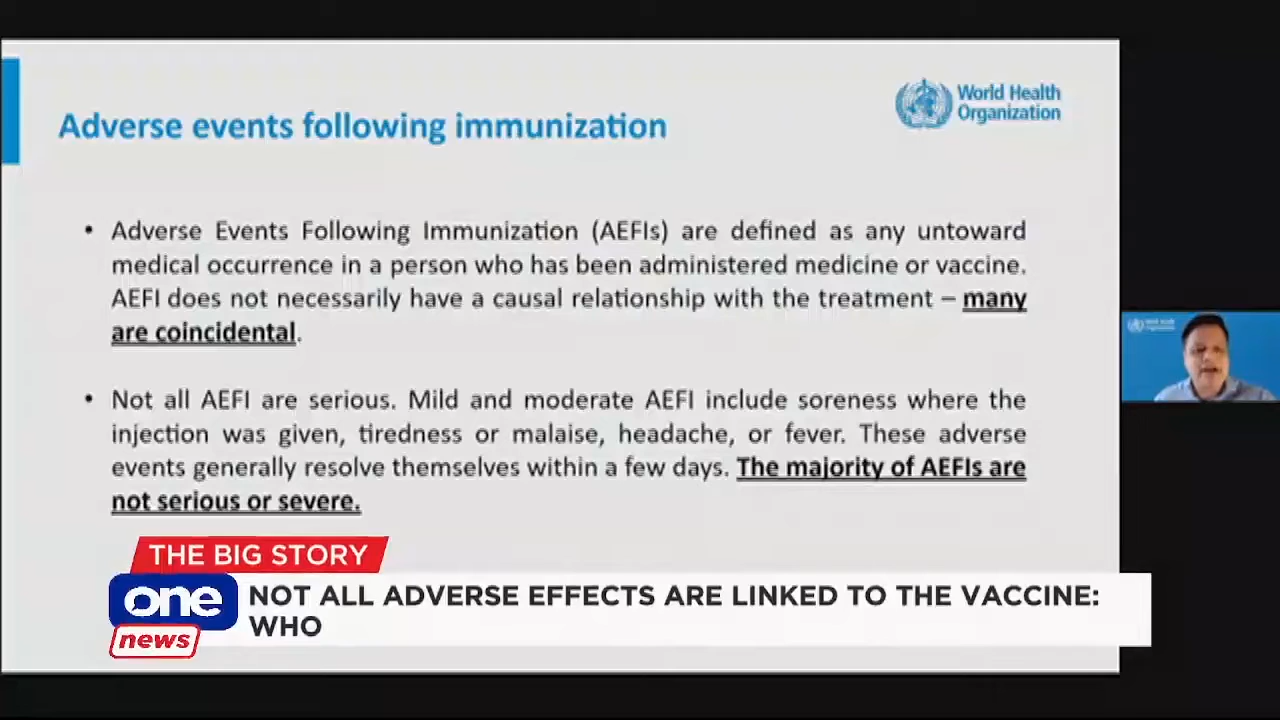 World Health
Organization
Adverse events following immunization
• Adverse Events Following Immunization (AEFIs) are defined as any untoward
medical occurrence in a person who has been administered medicine or vaccine.
AEFI does not necessarily have a causal relationship with the treatment – many
are coincidental.
• Not all AEFI are serious. Mild and moderate AEFI include soreness where the
injection was given, tiredness or malaise, headache, or fever. These adverse
events generally resolve themselves within a few days. The majority of AEFIs are
not serious or severe.
THE BIG STORY
one
news
NOT ALL ADVERSE EFFECTS ARE LINKED TO THE VACCINE:
WHO